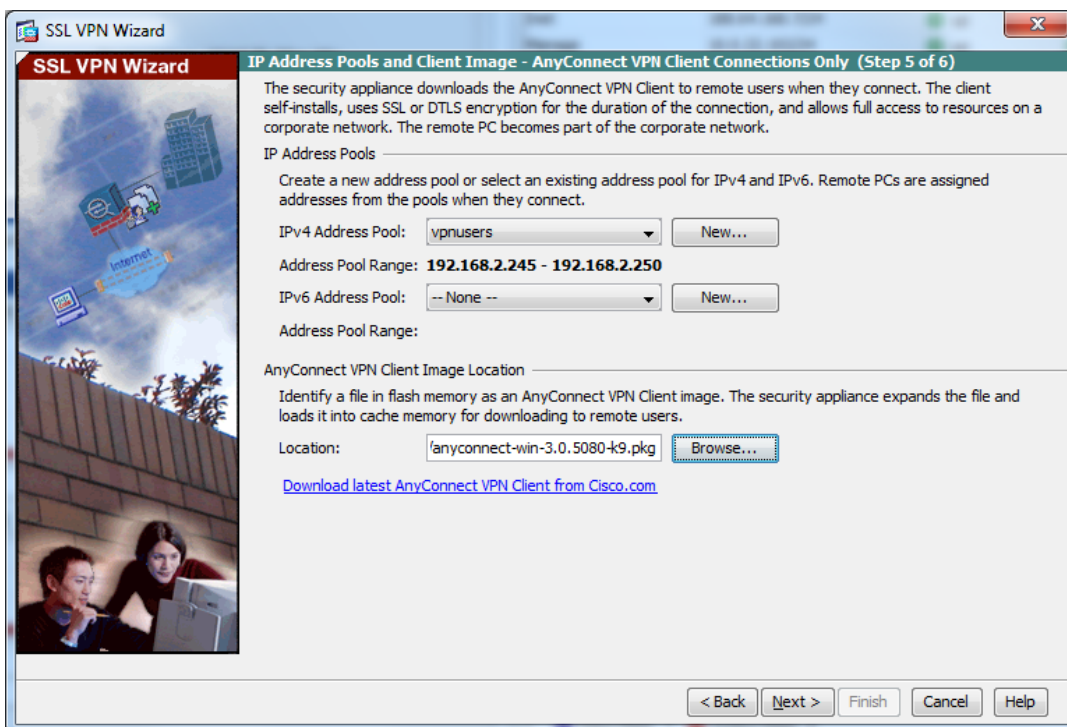 SSL VPN Wizard
SSL VPN Wizard
IP Address Pools and Client Image - AnyConnect VPN Client Connections Only (Step 5 of 6)
The security appliance downloads the AnyConnect VPN Client to remote users when they connect. The client
self-installs, uses SSL or DTLS encryption for the duration of the connection, and allows full access to resources on a
corporate network. The remote PC becomes part of the corporate network.
IP Address Pools
Create a new address pool or select an existing address pool for IPv4 and IPv6. Remote PCs are assigned
addresses from the pools when they connect.
IPv4 Address Pool: vpnusers New...
Address Pool Range: 192.168.2.245 - 192.168.2.250
IPv6 Address Pool: -- None -- New...
Address Pool Range:
AnyConnect VPN Client Image Location
Identify a file in flash memory as an AnyConnect VPN Client image. The security appliance expands the file and
loads it into cache memory for downloading to remote users.
Location: /anyconnect-win-3.0.5080-k9.pkg Browse...
Download latest AnyConnect VPN Client from Cisco.com
Internet
< Back Next > Finish Cancel Help